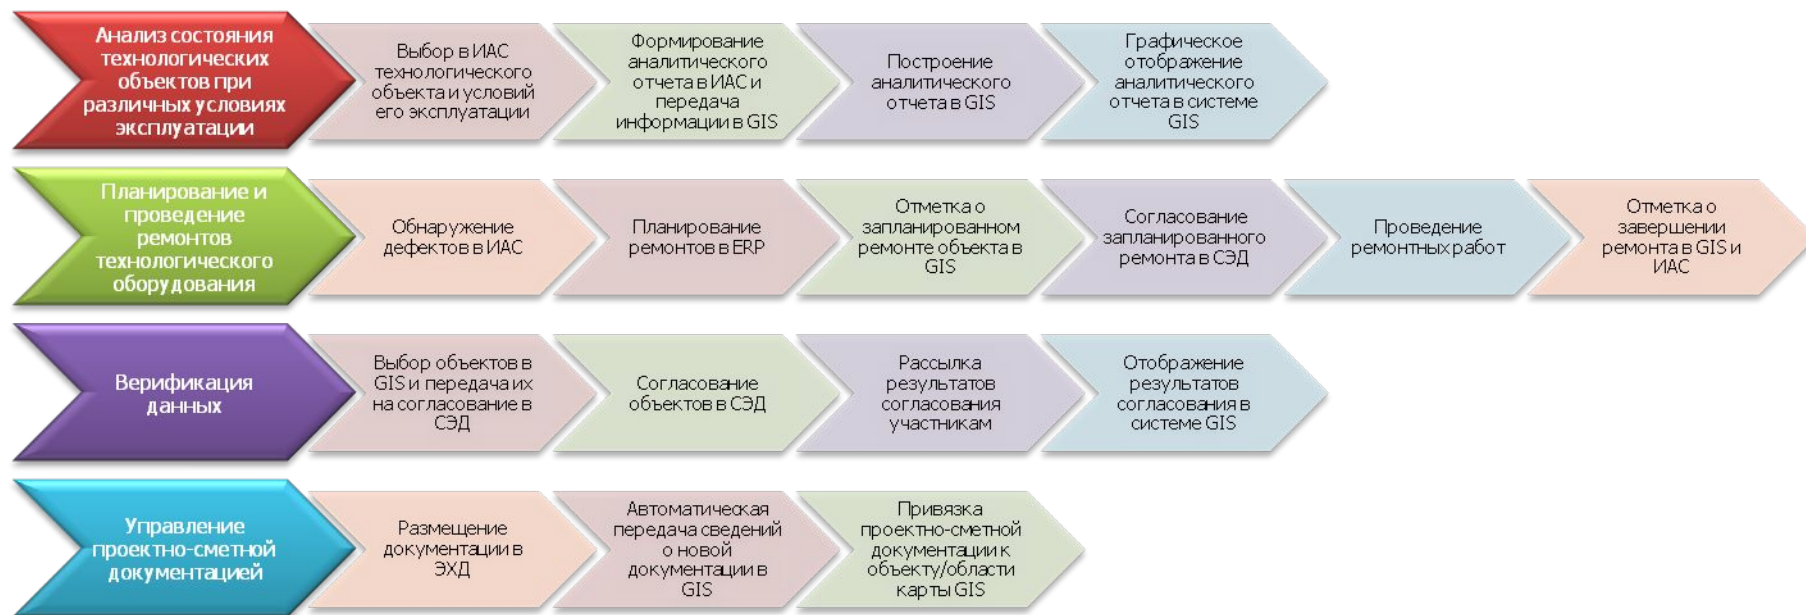 Анализ состояния
технологических
объектов при
различных условиях
эксплуатации
Выбор в ИАС
технологического
объекта и условий
его эксплуатации
Формирование
аналитического
отчета в ИАС и
передача
информации в GIS
Построение
аналитического
отчета в GIS
Графическое
отображение
аналитического
отчета в системе
GIS
Планирование и
проведение
ремонтов
технологического
оборудования
Обнаружение
дефектов в ИАС
Планирование
ремонтов в ERP
Отметка о
запланированном
ремонте объекта в
GIS
Согласование
запланированного
ремонта в СЭД
Проведение
ремонтных работ
Отметка о
завершении
ремонта в GIS и
ИАС
Верификация
данных
Выбор объектов в
GIS и передача их
на согласование в
СЭД
Согласование
объектов в СЭД
Рассылка
результатов
согласования
участникам
Отображение
результатов
согласования в
системе GIS
Управление
проектно-сметной
документацией
Размещение
документации в
ЭХД
Автоматическая
передача сведений
о новой
документации в
GIS
Привязка
проектно-сметной
документации к
объекту/области
карты GIS